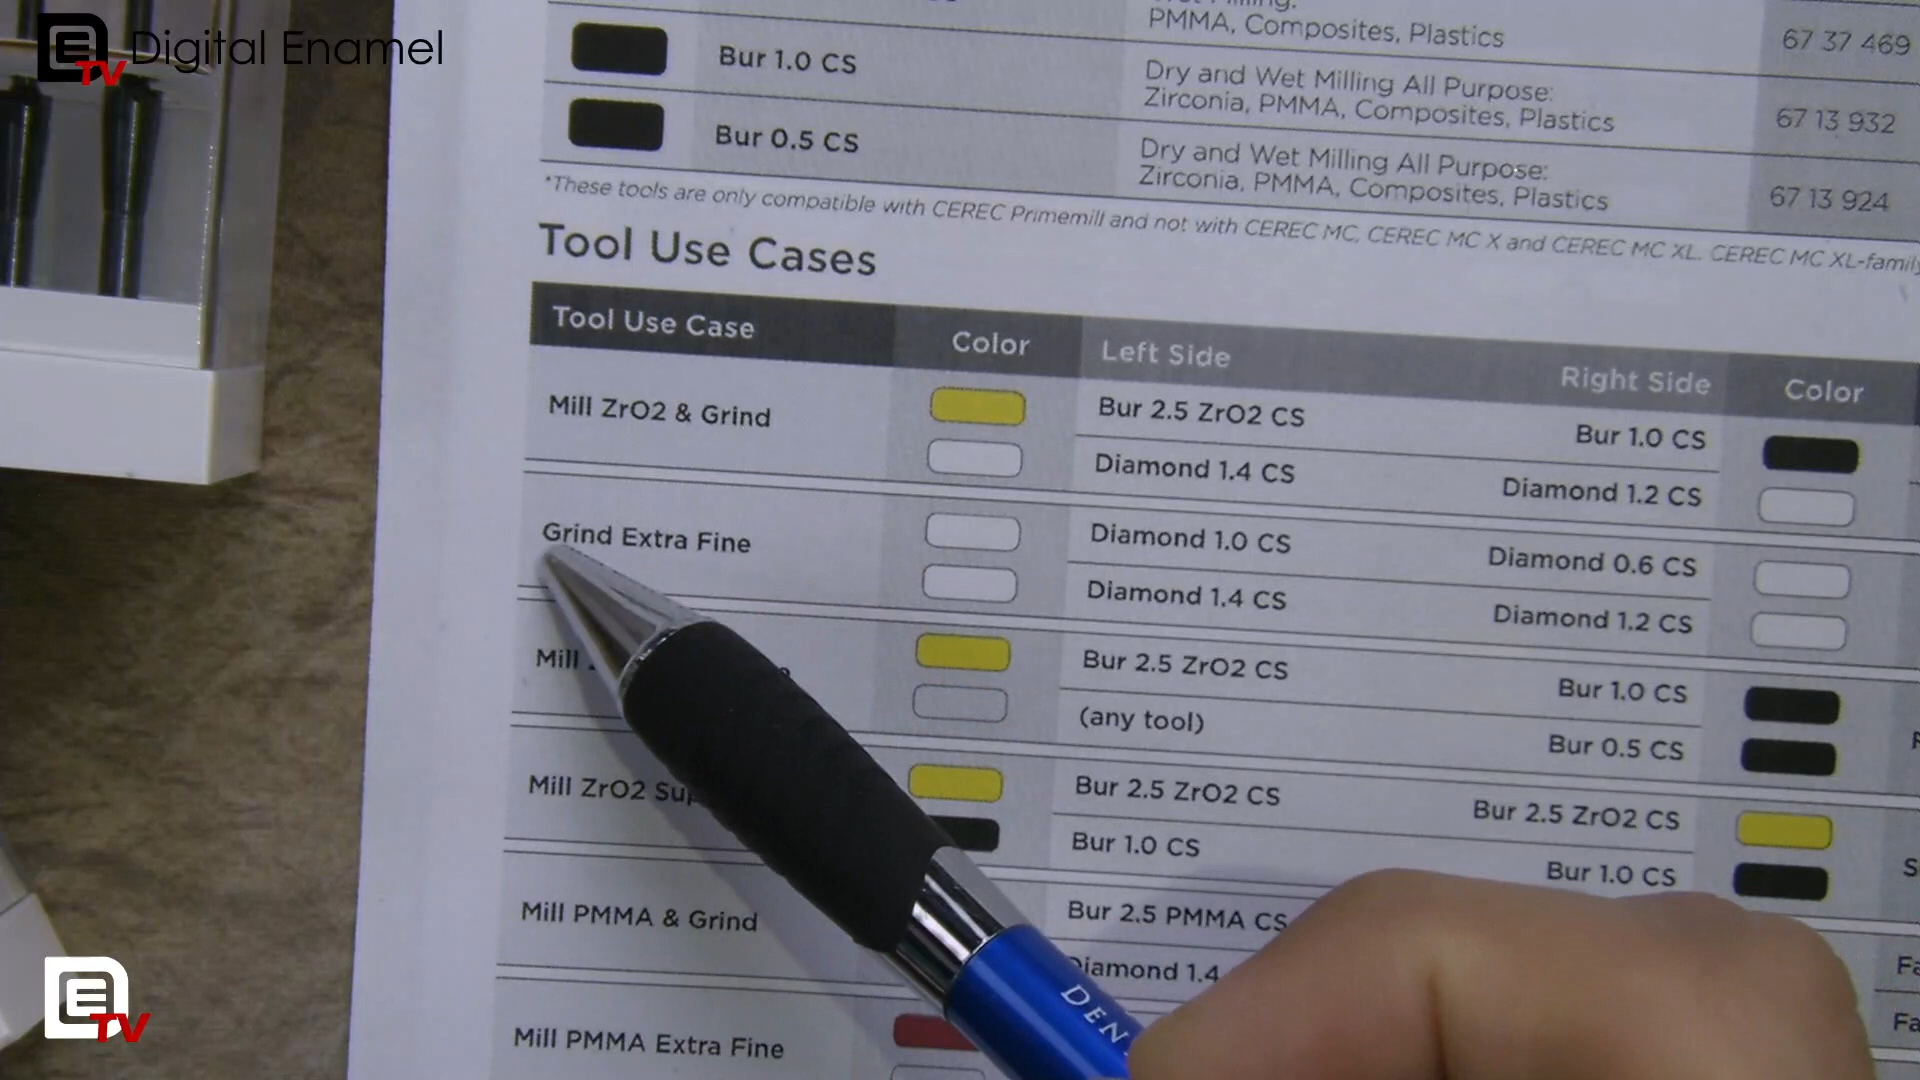 Digital Enamel
TV
PMMA, Composites, Plastics
67 37 469
Bur 1.0 CS
Dry and Wet Milling All Purpose:
Zirconia, PMMA, Composites, Plastics
67 13 932
Bur 0.5 CS
Dry and Wet Milling All Purpose:
Zirconia, PMMA, Composites, Plastics
67 13 924
*These tools are only compatible with CEREC Primemill and not with CEREC MC, CEREC MC X and CEREC MC XL. CEREC MC XL-family
Tool Use Cases
Tool Use Case Color Left Side Right Side Color
Mill ZrO2 & Grind
Bur 2.5 ZrO2 CS Bur 1.0 CS
Diamond 1.4 CS Diamond 1.2 CS
Grind Extra Fine
Diamond 1.0 CS Diamond 0.6 CS
Diamond 1.4 CS Diamond 1.2 CS
Mill
Bur 2.5 ZrO2 CS Bur 1.0 CS
(any tool) Bur 0.5 CS
Mill ZrO2
Bur 2.5 ZrO2 CS Bur 2.5 ZrO2 CS
Bur 1.0 CS Bur 1.0 CS
Mill PMMA & Grind
Bur 2.5 PMMA CS
Diamond 1.4
Mill PMMA Extra Fine
DEN
TV